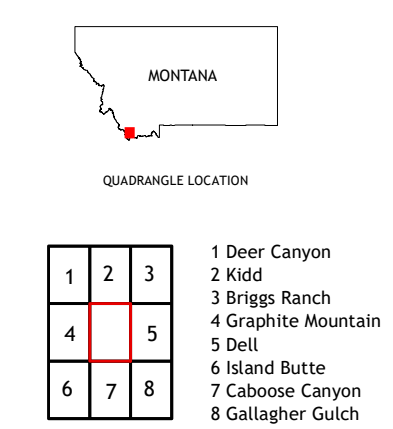 MONTANA
QUADRANGLE LOCATION
1 2 3
4 5
6 7 8
1 Deer Canyon
2 Kidd
3 Briggs Ranch
4 Graphite Mountain
5 Dell
6 Island Butte
7 Caboose Canyon
8 Gallagher Gulch